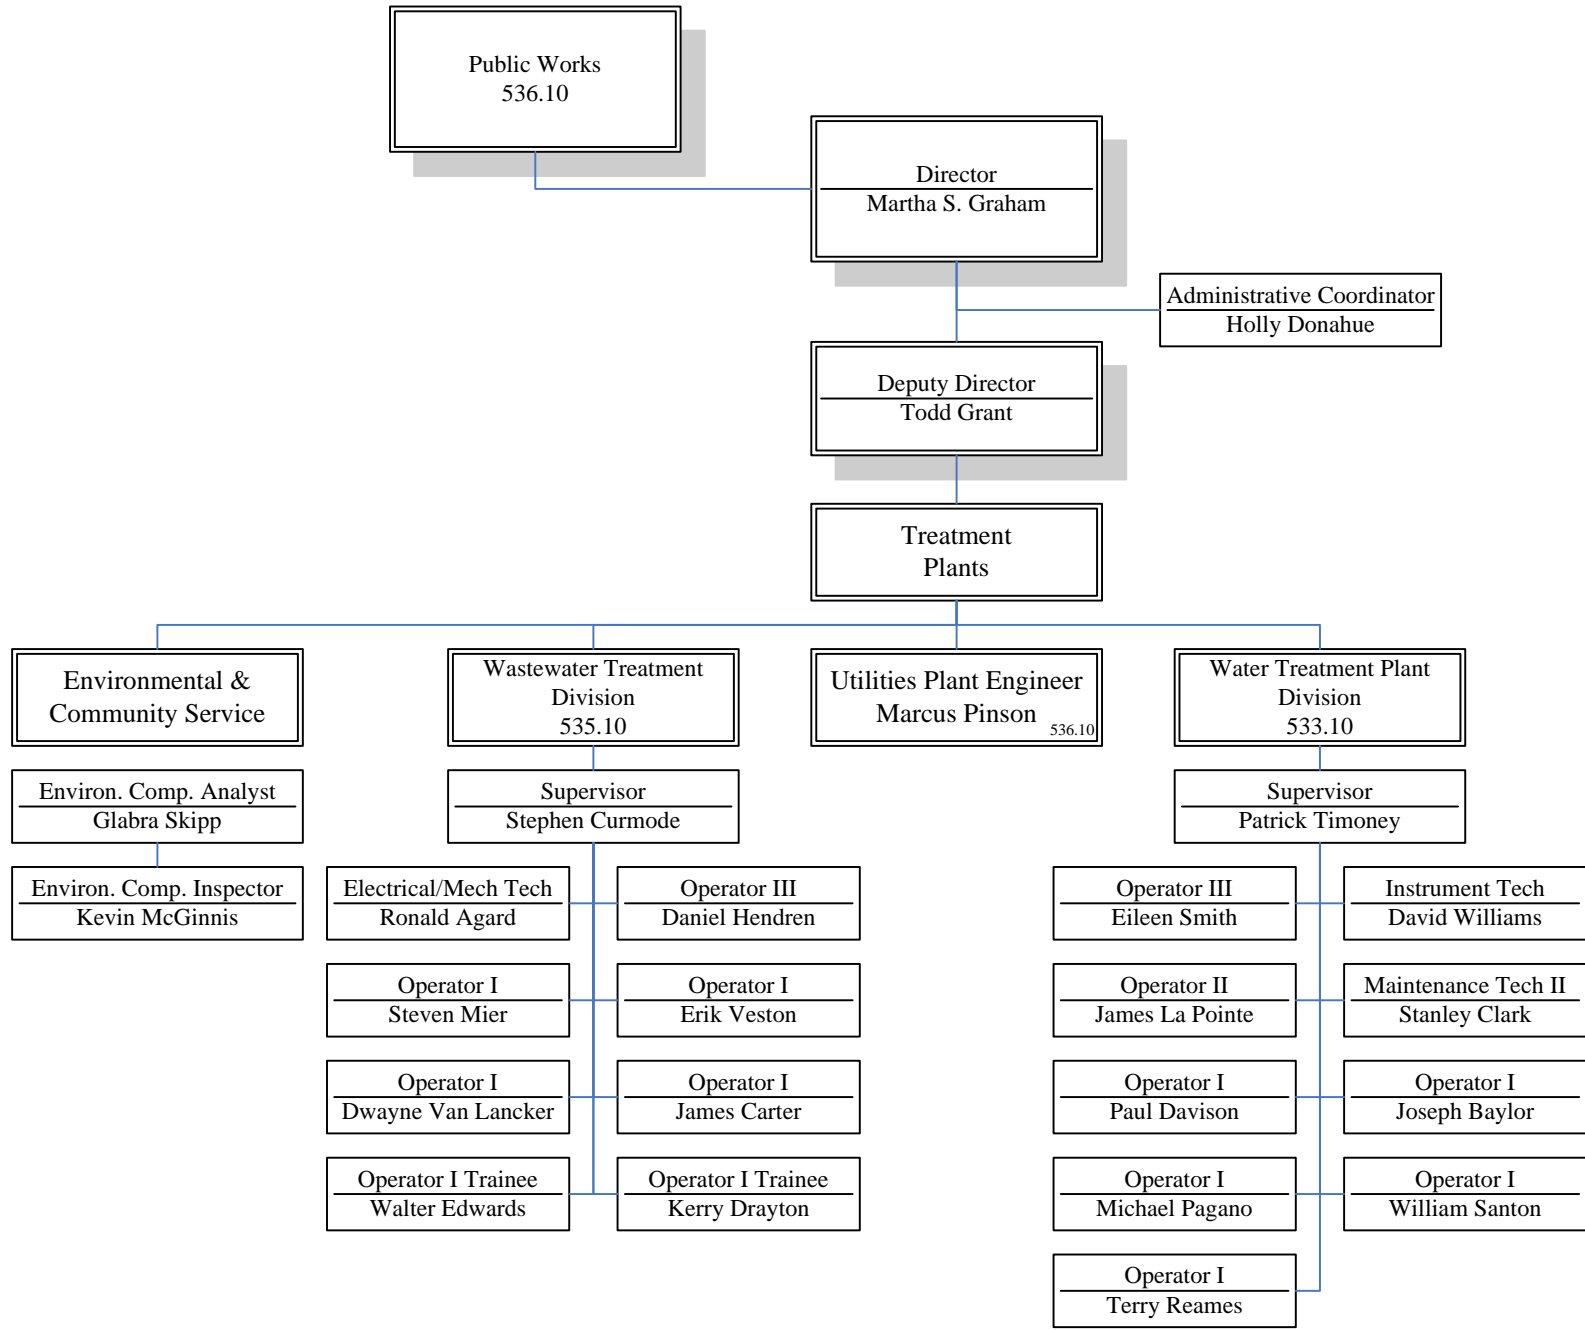 Public Works
536.10
Director
Martha S. Graham
Administrative Coordinator
Holly Donahue
Deputy Director
Todd Grant
Treatment
Plants
Environmental &
Community Service
Wastewater Treatment
Division
535.10
Utilities Plant Engineer
Marcus Pinson
536.10
Water Treatment Plant
Division
533.10
Environ. Comp. Analyst
Glabra Skipp
Environ. Comp. Inspector
Kevin McGinnis
Supervisor
Stephen Curmode
Electrical/Mech Tech
Ronald Agard
Operator III
Daniel Hendren
Operator I
Steven Mier
Operator I
Erik Veston
Operator I
Dwayne Van Lancker
Operator I
James Carter
Operator I Trainee
Walter Edwards
Operator I Trainee
Kerry Drayton
Supervisor
Patrick Timoney
Operator III
Eileen Smith
Instrument Tech
David Williams
Operator II
James La Pointe
Maintenance Tech II
Stanley Clark
Operator I
Paul Davison
Operator I
Joseph Baylor
Operator I
Michael Pagano
Operator I
William Santon
Operator I
Terry Reames